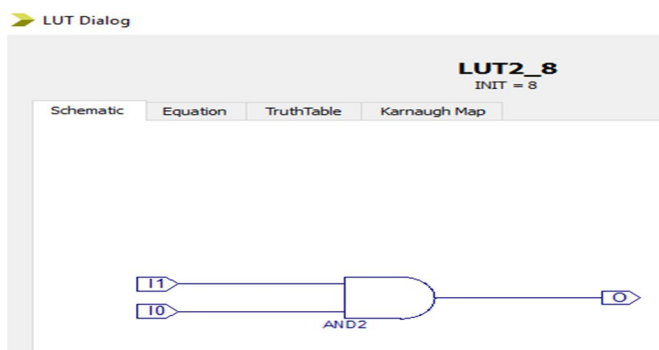 LUT Dialog
LUT2_8
INIT = 8
Schematic Equation TruthTable Karnaugh Map
I1
I0
AND2
O